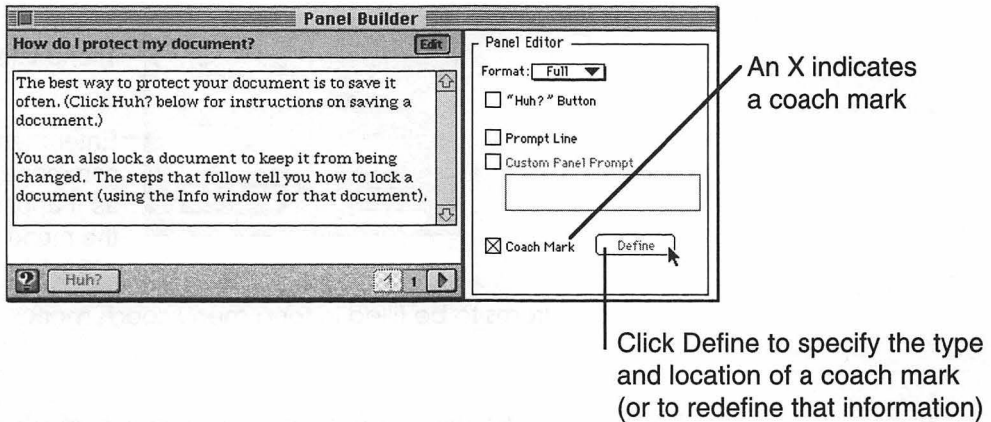 Panel Builder
How do I protect my document?
Edit
The best way to protect your document is to save it
often. (Click Huh? below for instructions on saving a
document.)
You can also lock a document to keep it from being
changed. The steps that follow tell you how to lock a
document (using the Info window for that document).
? Huh?
1
Panel Editor
Format: Full
"Huh?" Button
Prompt Line
Custom Panel Prompt
Coach Mark
Define
An X indicates
a coach mark
Click Define to specify the type
and location of a coach mark
(or to redefine that information)